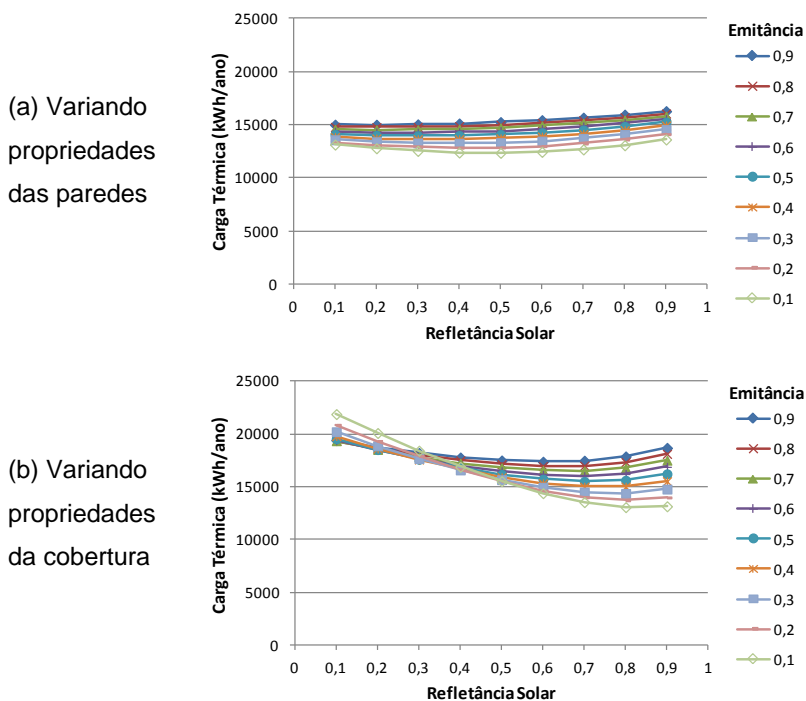 (a) Variando
propriedades
das paredes
Carga Térmica (kWh/ano)
25000
20000
15000
10000
5000
0
0 0,1 0,2 0,3 0,4 0,5 0,6 0,7 0,8 0,9 1
Refletância Solar
Emitância
0,9
0,8
0,7
0,6
0,5
0,4
0,3
0,2
0,1
(b) Variando
propriedades
da cobertura
Carga Térmica (kWh/ano)
25000
20000
15000
10000
5000
0
0 0,1 0,2 0,3 0,4 0,5 0,6 0,7 0,8 0,9 1
Refletância Solar
Emitância
0,9
0,8
0,7
0,6
0,5
0,4
0,3
0,2
0,1